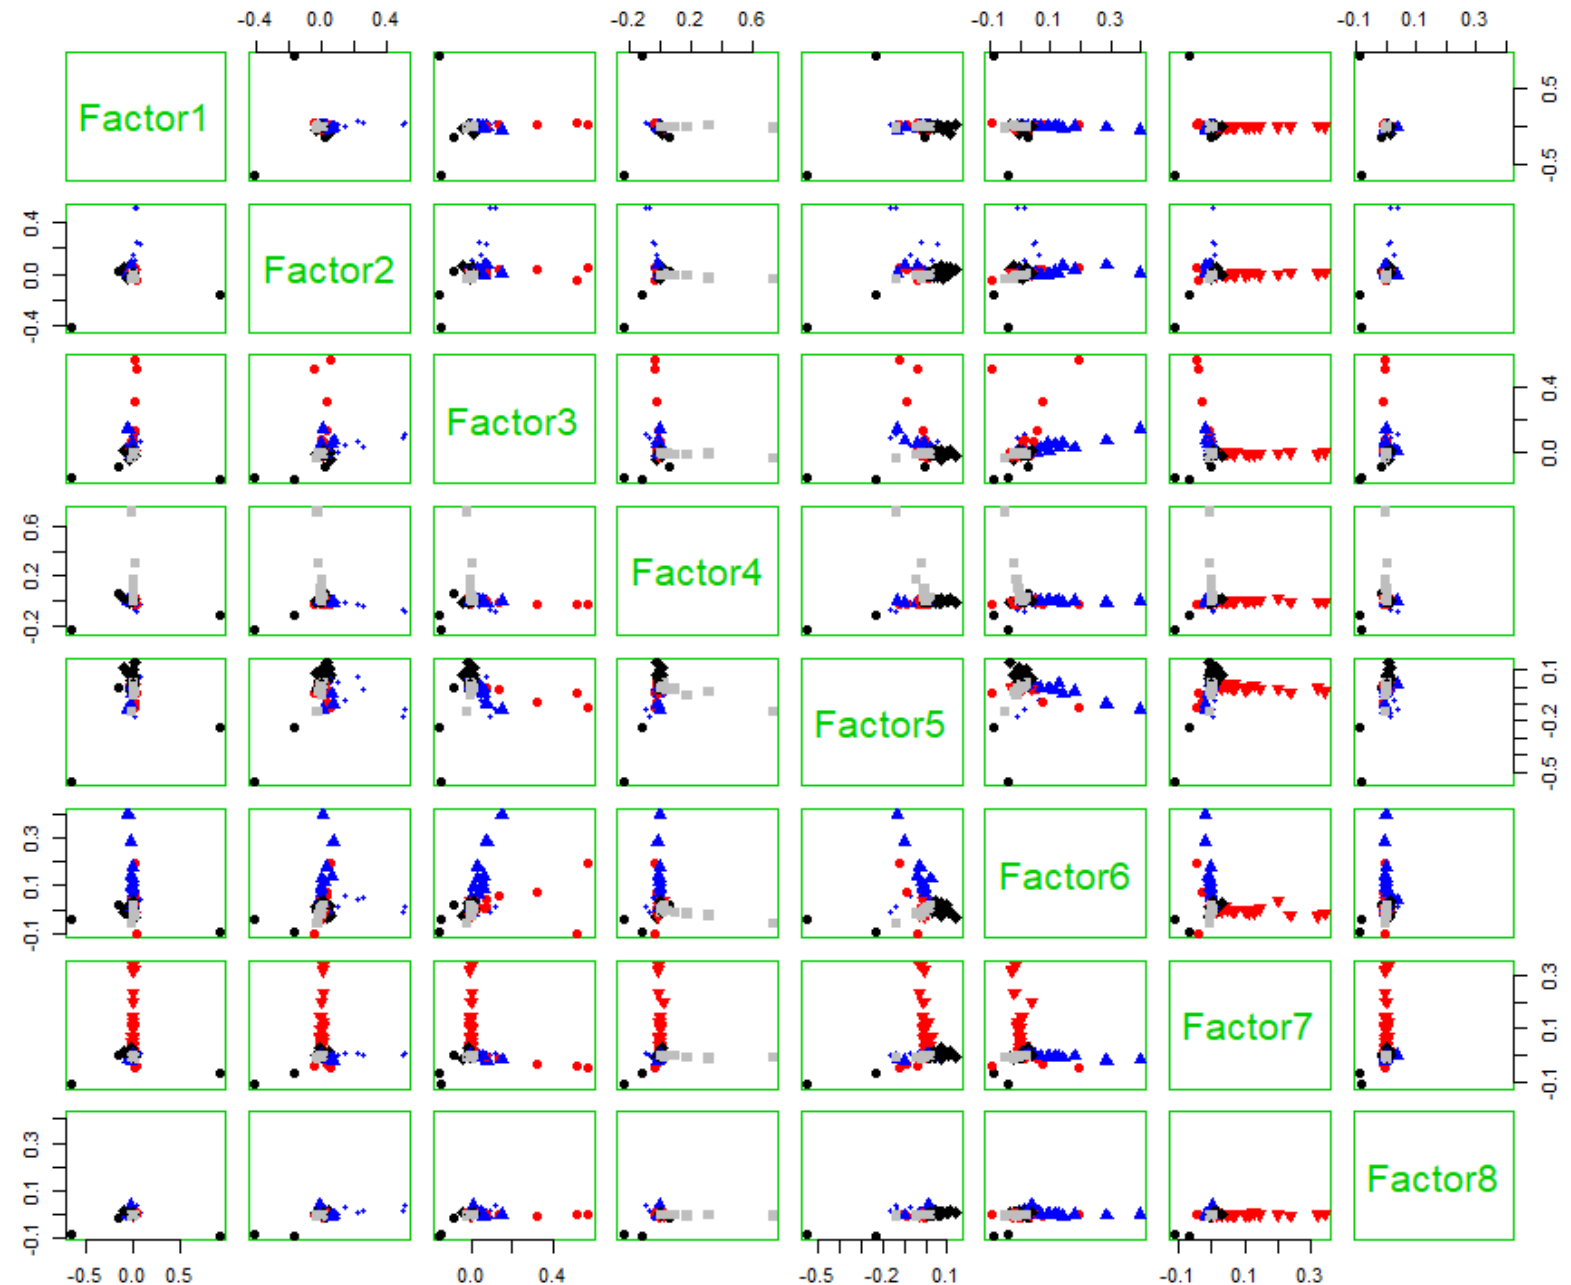 -0.4 0.0 0.4 -0.2 0.2 0.6 -0.1 0.1 0.3 -0.1 0.1 0.3
Factor1 -0.5 0.5
-0.4 0.0 0.4 Factor2
Factor3 0.0 0.4
-0.2 0.2 0.6 Factor4
Factor5 -0.5 -0.2 0.1
-0.1 0.1 0.3 Factor6
Factor7 -0.1 0.1 0.3
-0.1 0.1 0.3 Factor8
-0.5 0.0 0.5 0.0 0.4 -0.5 -0.2 0.1 -0.1 0.1 0.3